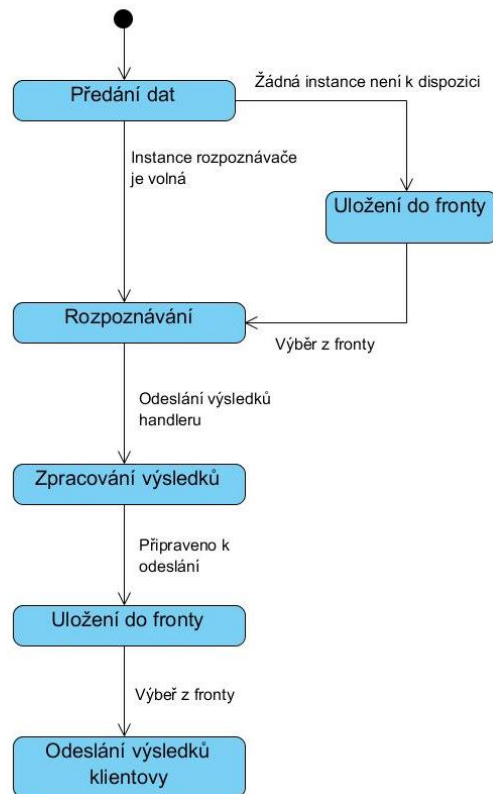 Předání dat
Žádná instance není k dispozici
Instance rozpoznávače
je volná
Uložení do fronty
Rozpoznávání
Výběr z fronty
Odeslání výsledků
handleru
Zpracování výsledků
Připraveno k
odeslání
Uložení do fronty
Výbeř z fronty
Odeslání výsledků
klientovy